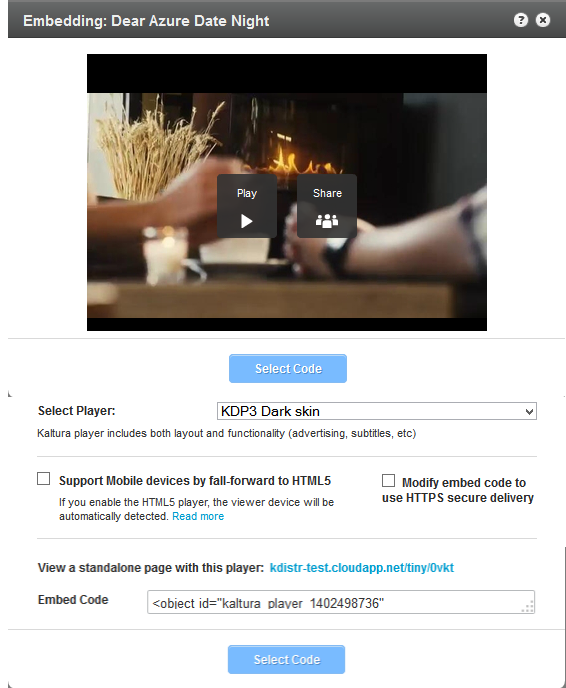 Embedding: Dear Azure Date Night
Play
Share
Select Code
Select Player:
KDP3 Dark skin
Kaltura player includes both layout and functionality (advertising, subtitles, etc)
Support Mobile devices by fall-forward to HTML5
If you enable the HTML5 player, the viewer device will be
automatically detected. Read more
Modify embed code to
use HTTPS secure delivery
View a standalone page with this player: kdistr-test.cloudapp.net/tiny/0vkt
Embed Code
<object id="kaltura_player_1402498736"
Select Code